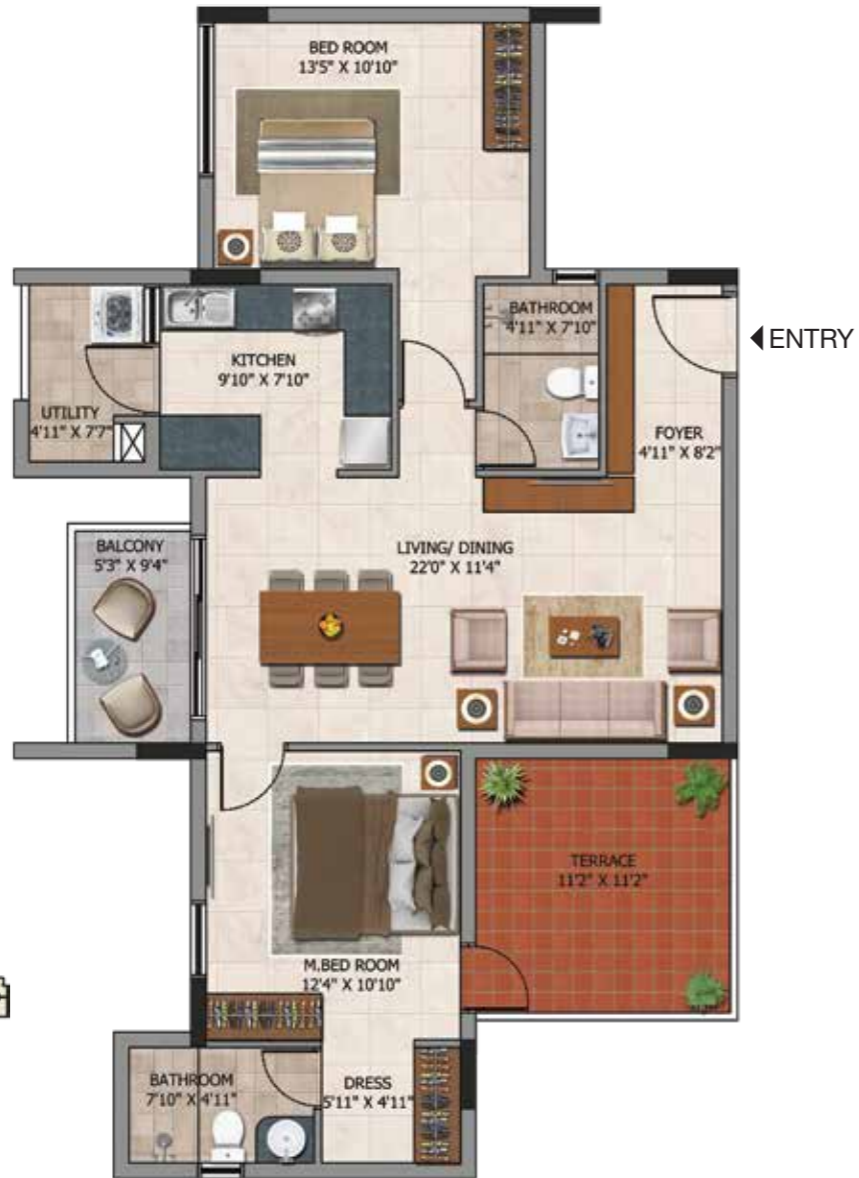 BED ROOM
13'5" X 10'10"
BATHROOM
4'11" X 7'10"
◀ENTRY
KITCHEN
9'10" X 7'10"
UTILITY
4'11" X 7'7"
FOYER
4'11" X 8'2"
BALCONY
5'3" X 9'4"
LIVING/ DINING
22'0" X 11'4"
TERRACE
11'2" X 11'2"
M.BED ROOM
12'4" X 10'10"
BATHROOM
7'10" X 4'11"
DRESS
5'11" X 4'11"